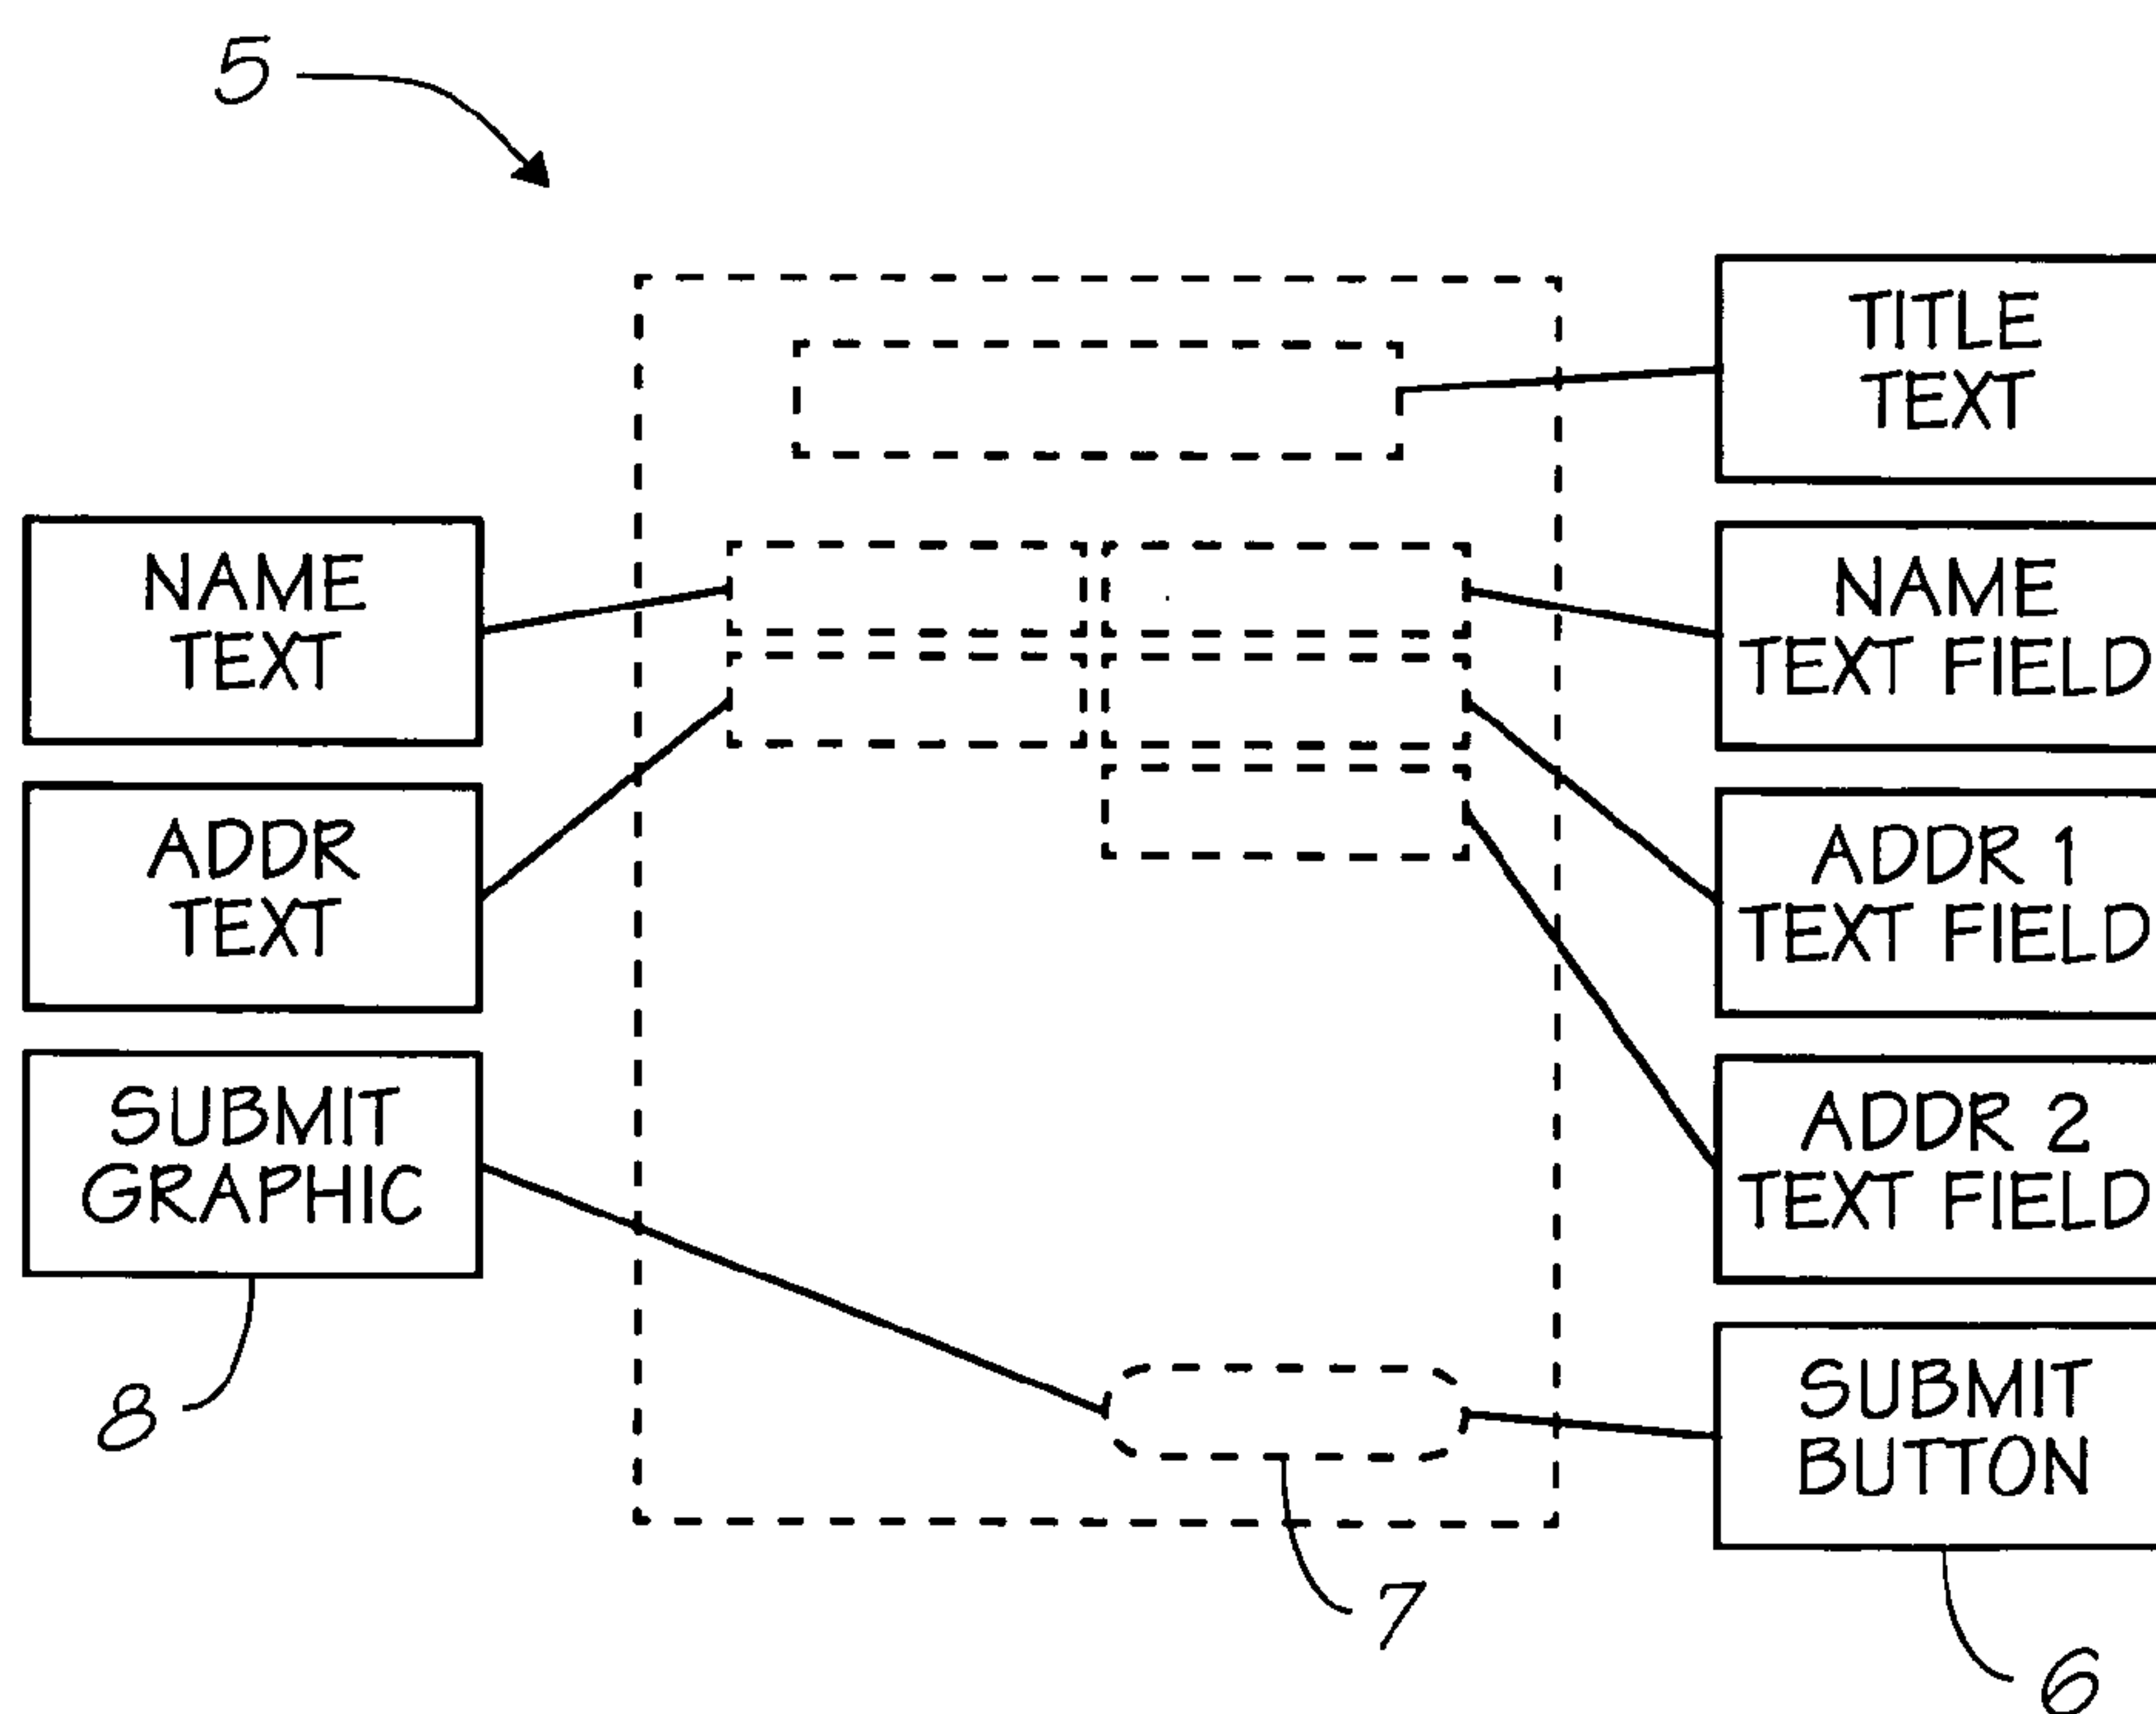 5
TITLE
TEXT
NAME
TEXT
NAME
TEXT FIELD
ADDR
TEXT
ADDR 1
TEXT FIELD
SUBMIT
GRAPHIC
ADDR 2
TEXT FIELD
8
SUBMIT
BUTTON
7
6